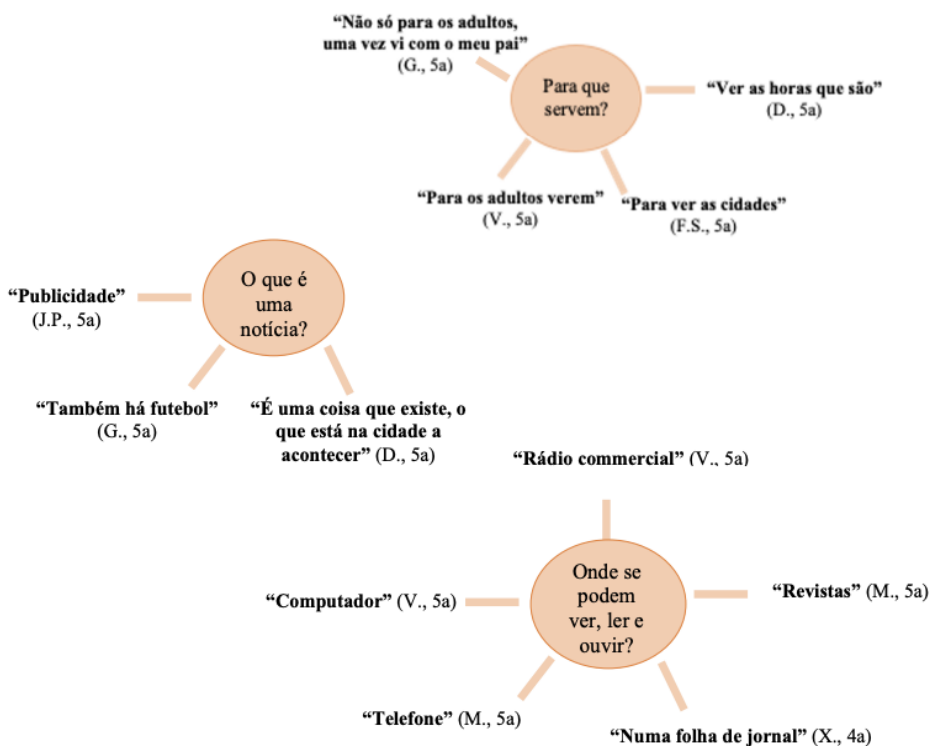 “Não só para os adultos,
uma vez vi com o meu pai”
(G., 5a)
Para que
servem?
“Ver as horas que são”
(D., 5a)
“Para os adultos verem”
(V., 5a)
“Para ver as cidades”
(F.S., 5a)
O que é
uma
notícia?
“Publicidade”
(J.P., 5a)
“Também há futebol”
(G., 5a)
“É uma coisa que existe, o
que está na cidade a
acontecer” (D., 5a)
“Rádio commercial” (V., 5a)
Onde se
podem
ver, ler e
ouvir?
“Computador” (V., 5a)
“Revistas” (M., 5a)
“Telefone” (M., 5a)
“Numa folha de jornal” (X., 4a)